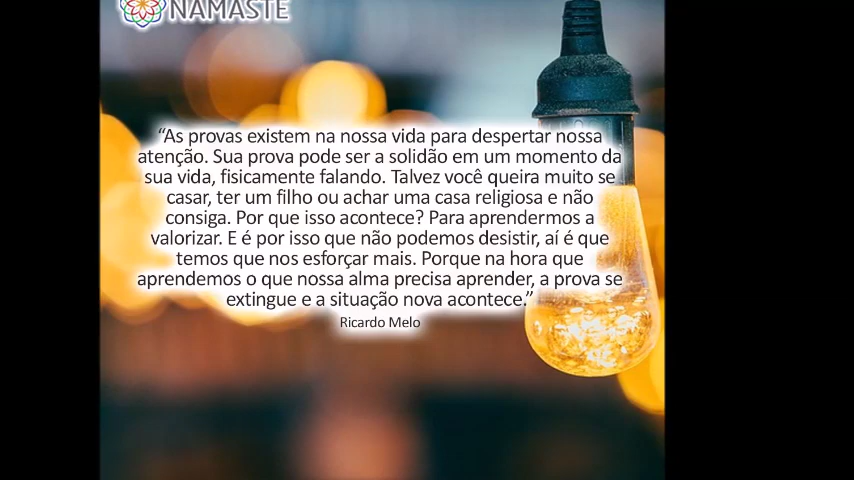 NAMASTE
“As provas existem na nossa vida para despertar nossa
atenção. Sua prova pode ser a solidão em um momento da
sua vida, fisicamente falando. Talvez você queira muito se
casar, ter um filho ou achar uma casa religiosa e não
consiga. Por que isso acontece? Para aprendermos a
valorizar. E é por isso que não podemos desistir, aí é que
temos que nos esforçar mais. Porque na hora que
aprendemos o que nossa alma precisa aprender, a prova se
extingue e a situação nova acontece.”
Ricardo Melo